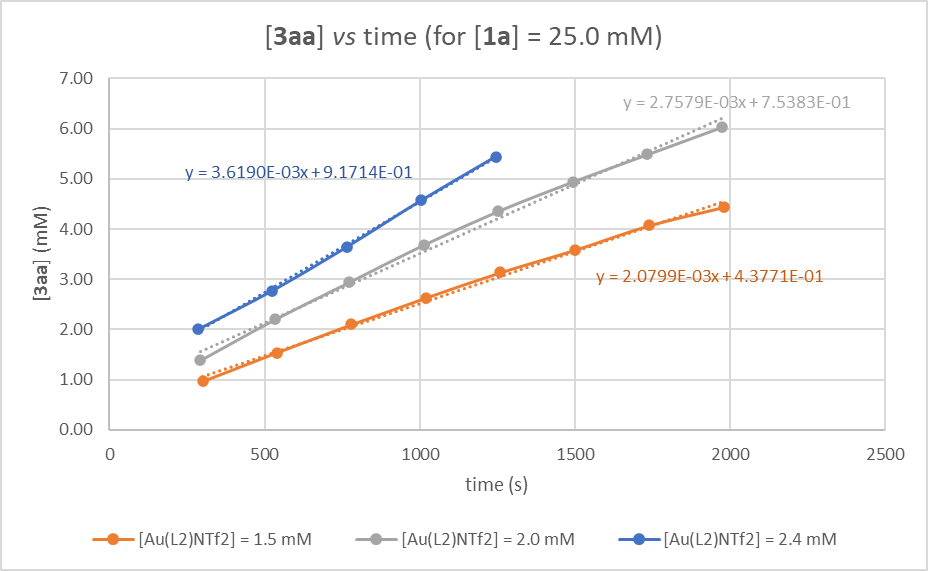 [3aa] vs time (for [1a] = 25.0 mM)
7.00
6.00
5.00
4.00
3.00
2.00
1.00
0.00
[3aa] (mM)
y = 2.7579E-03x + 7.5383E-01
y = 3.6190E-03x + 9.1714E-01
y = 2.0799E-03x + 4.3771E-01
0 500 1000 1500 2000 2500
time (s)
[Au(L2)NTf2] = 1.5 mM [Au(L2)NTf2] = 2.0 mM [Au(L2)NTf2] = 2.4 mM